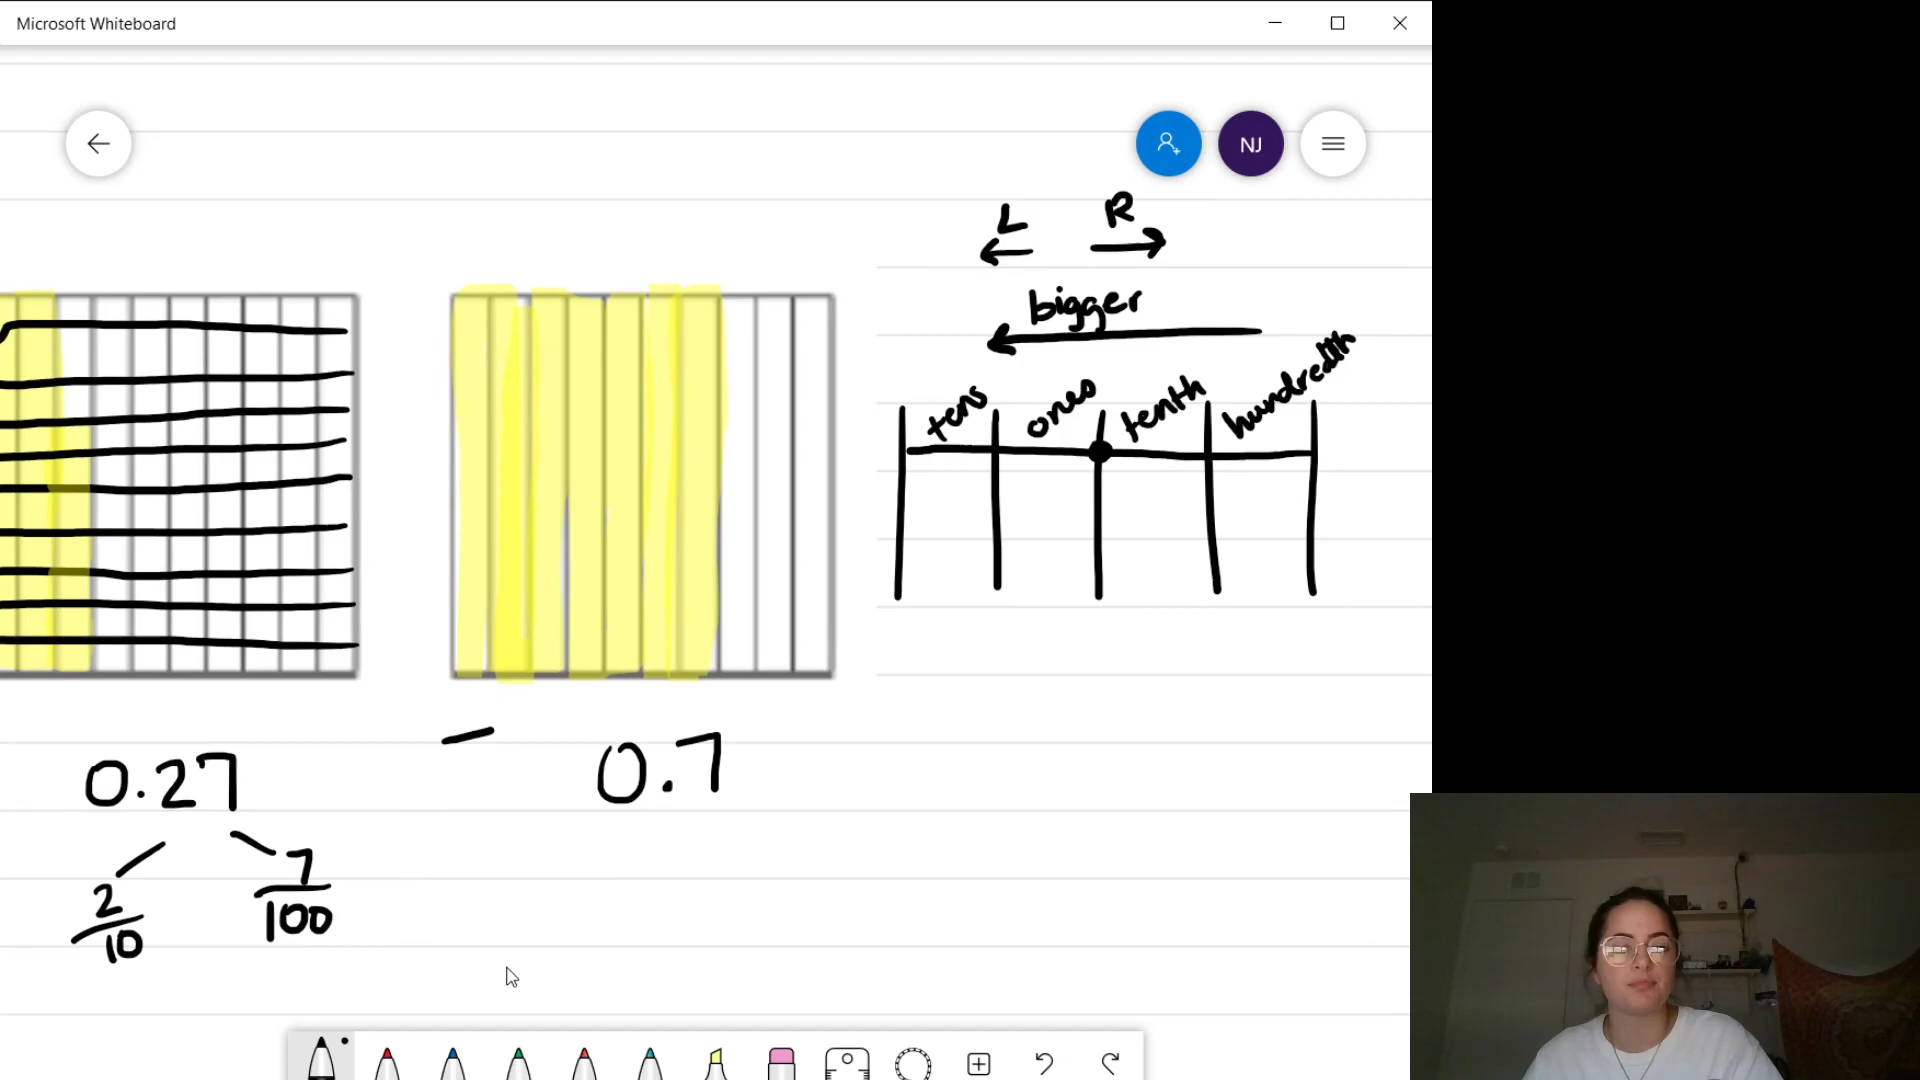 Microsoft Whiteboard
NJ
L R
bigger
tens ones tenth hundredth
0.27
0.7
2/10
7/100